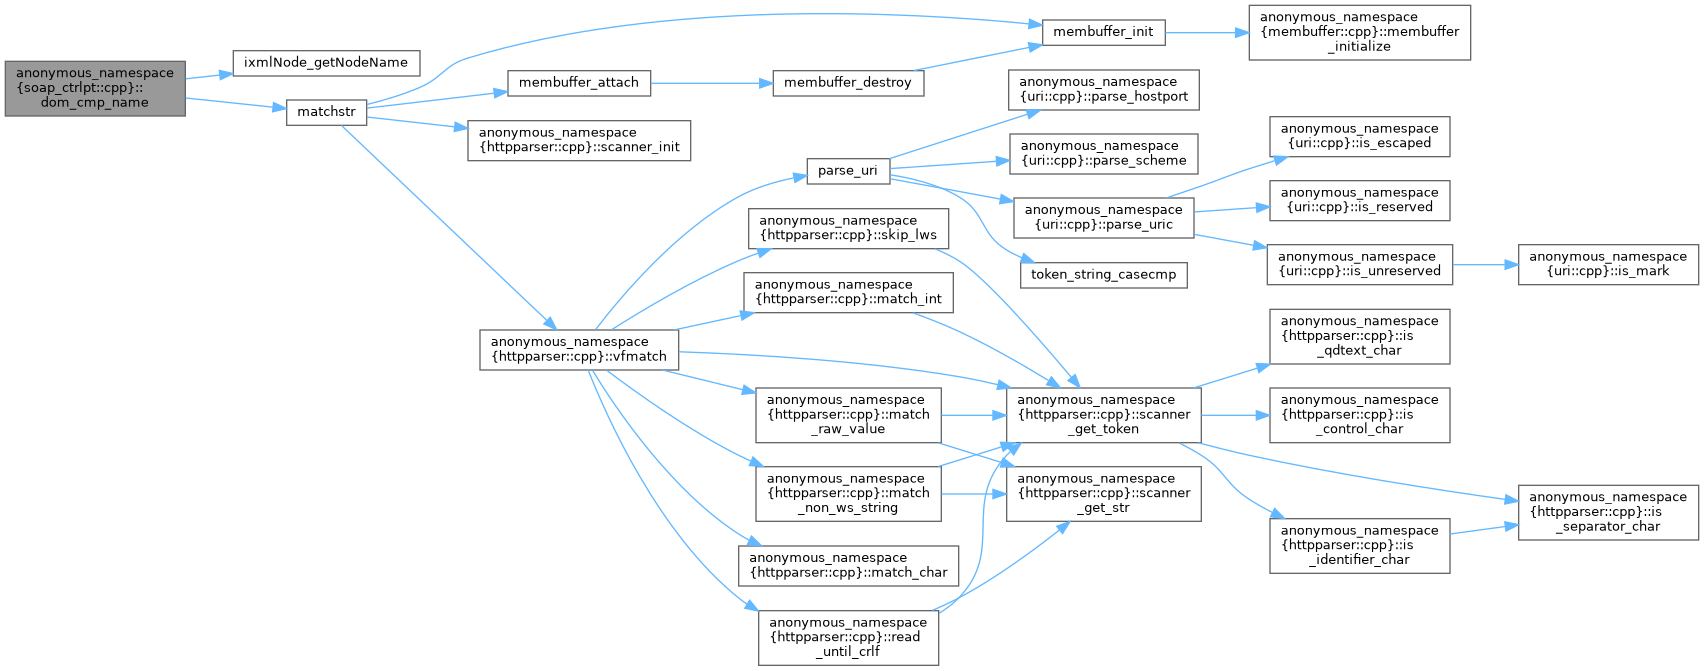 anonymous_namespace
{soap_ctrlpt::cpp}::
dom_cmp_name
ixmlNode_getNodeName
matchstr
membuffer_attach
anonymous_namespace
{httpparser::cpp}::scanner_init
membuffer_destroy
membuffer_init
anonymous_namespace
{membuffer::cpp}::membuffer
_initialize
anonymous_namespace
{httpparser::cpp}::vfmatch
parse_uri
anonymous_namespace
{uri::cpp}::parse_hostport
anonymous_namespace
{uri::cpp}::parse_scheme
anonymous_namespace
{uri::cpp}::parse_uric
token_string_casecmp
anonymous_namespace
{uri::cpp}::is_escaped
anonymous_namespace
{uri::cpp}::is_reserved
anonymous_namespace
{uri::cpp}::is_unreserved
anonymous_namespace
{uri::cpp}::is_mark
anonymous_namespace
{httpparser::cpp}::skip_lws
anonymous_namespace
{httpparser::cpp}::match_int
anonymous_namespace
{httpparser::cpp}::match
_raw_value
anonymous_namespace
{httpparser::cpp}::match
_non_ws_string
anonymous_namespace
{httpparser::cpp}::match_char
anonymous_namespace
{httpparser::cpp}::read
_until_crlf
anonymous_namespace
{httpparser::cpp}::scanner
_get_token
anonymous_namespace
{httpparser::cpp}::scanner
_get_str
anonymous_namespace
{httpparser::cpp}::is
_qdtext_char
anonymous_namespace
{httpparser::cpp}::is
_control_char
anonymous_namespace
{httpparser::cpp}::is
_identifier_char
anonymous_namespace
{httpparser::cpp}::is
_separator_char